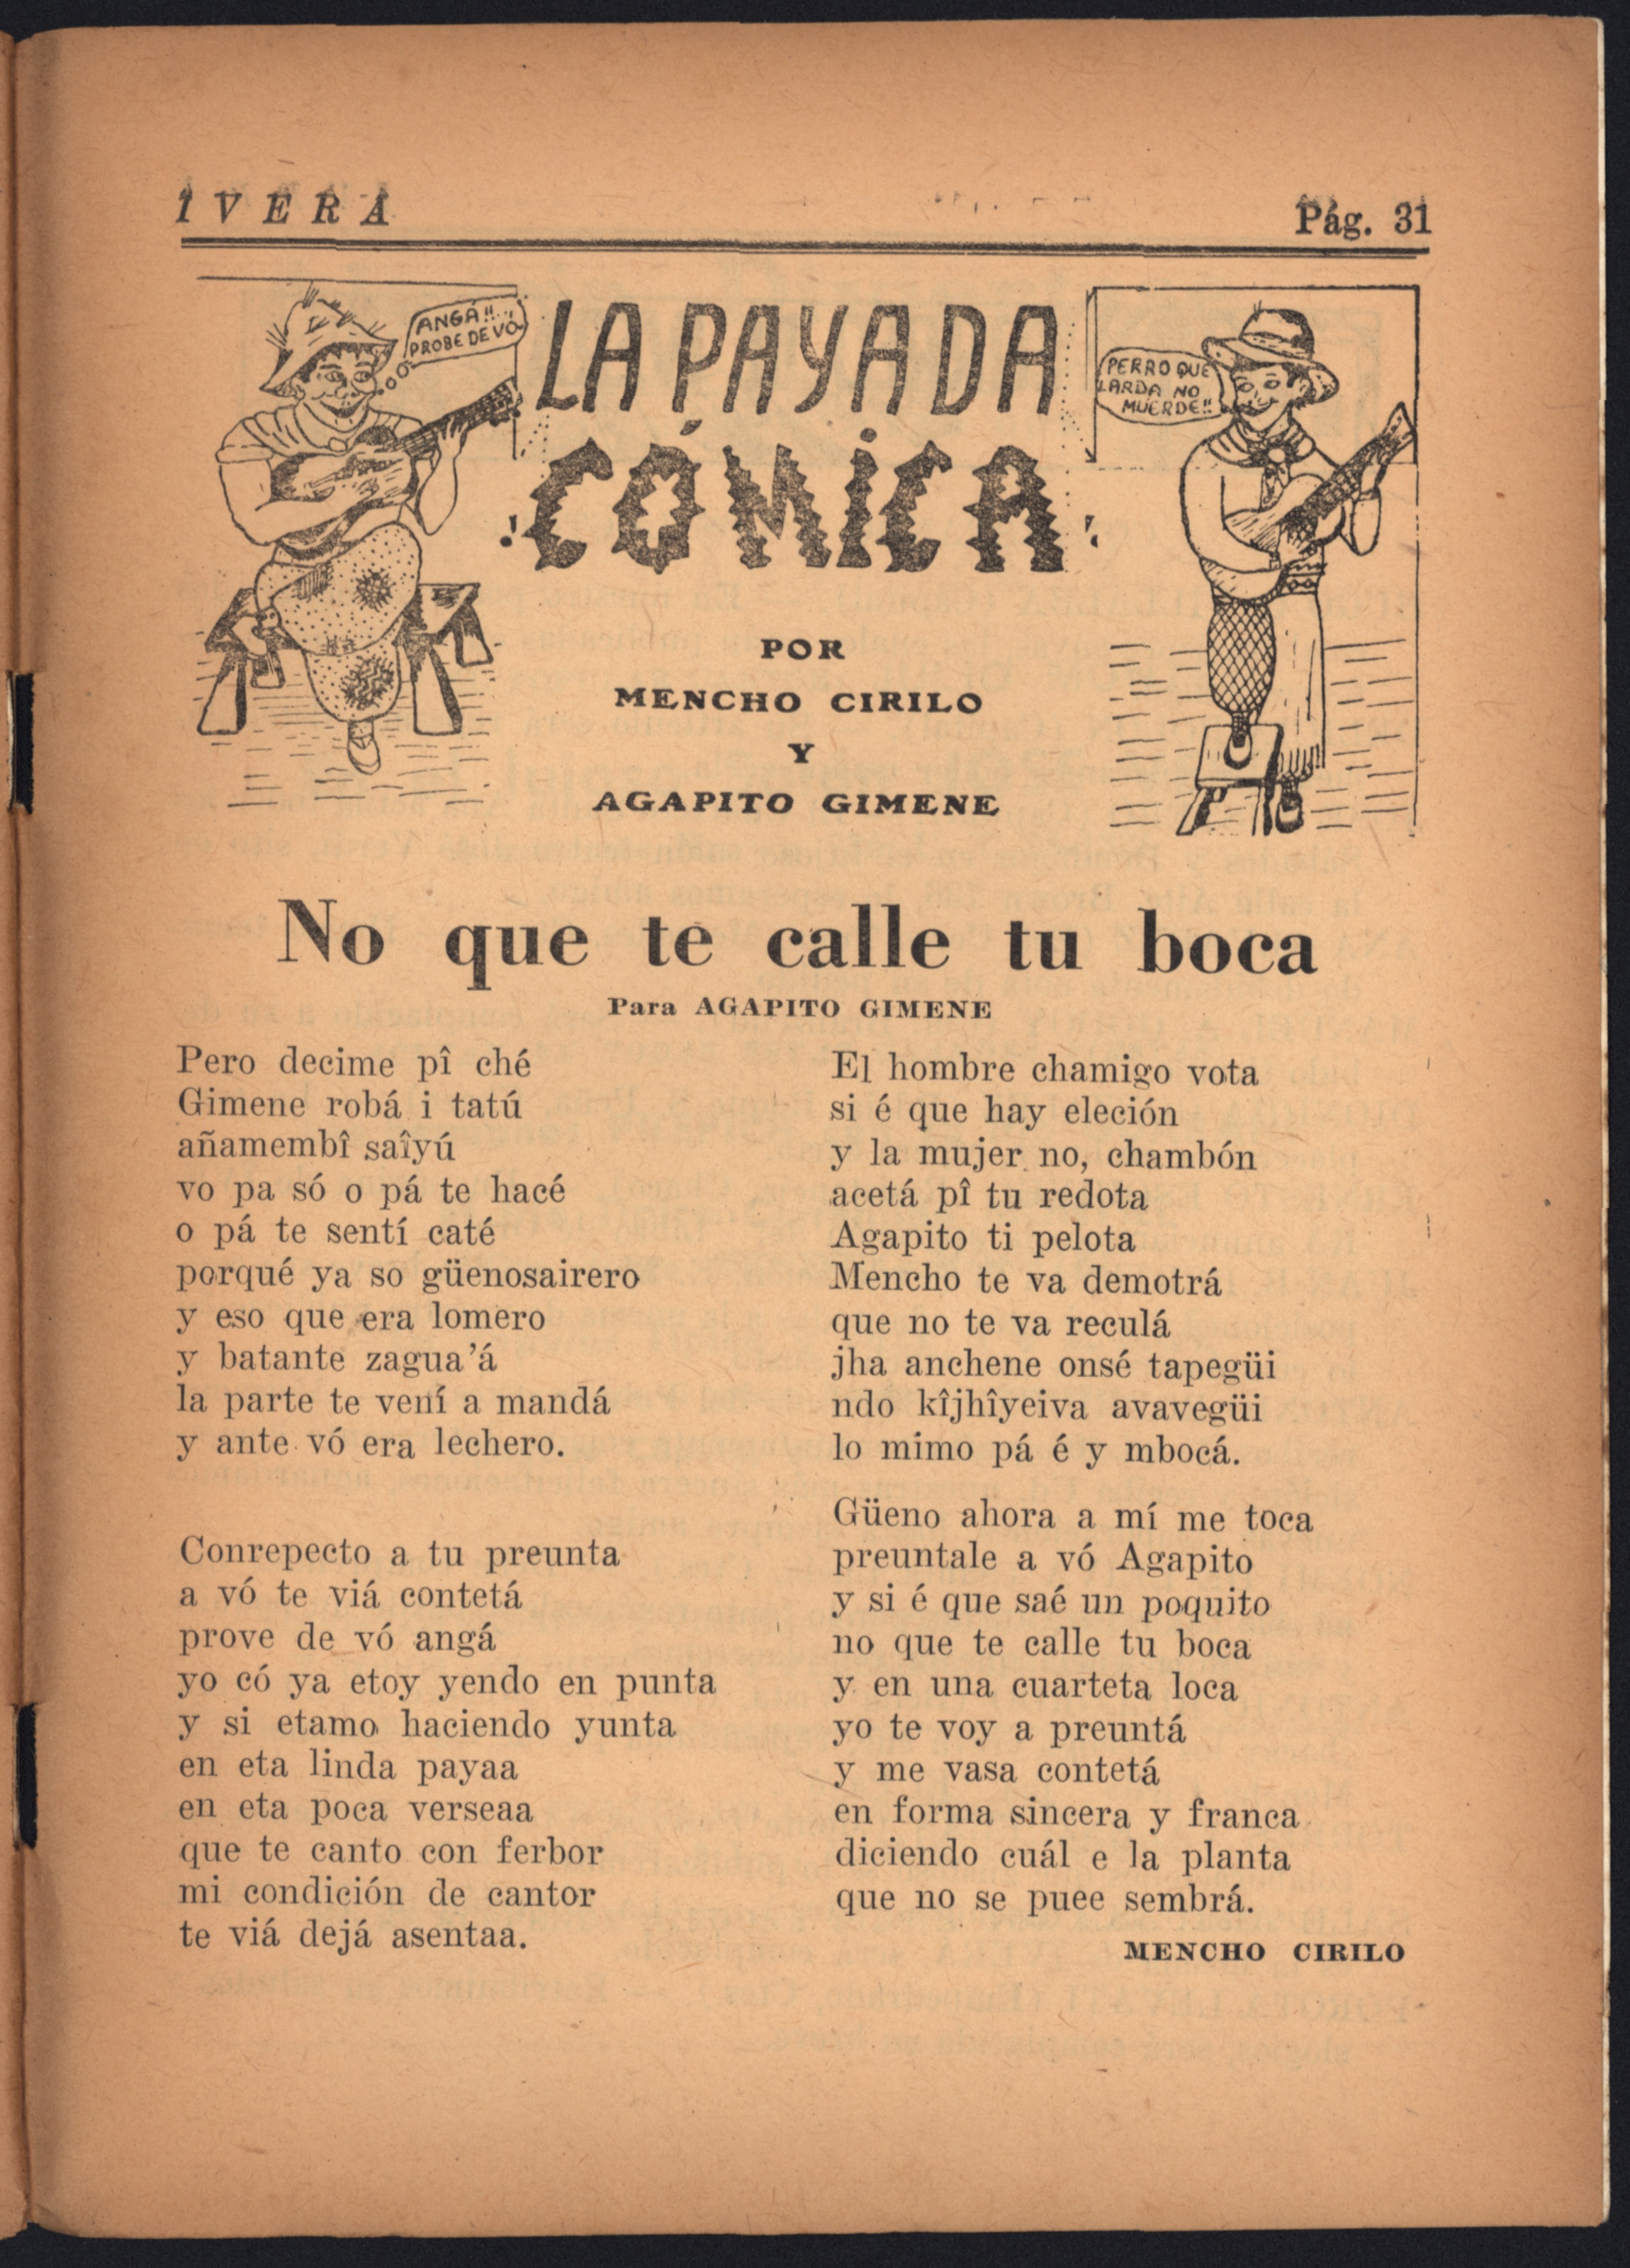 IVERÁ
Pág. 31
ANGÁ!!...
PROBE DE VÓ
LA PAYADA
¡CÓMICA!
PERRO QUE
LARDA NO
MUERDE!!
POR
MENCHO CIRILO
Y
AGAPITO GIMENE
No que te calle tu boca
Para AGAPITO GIMENE
Pero decime pî ché
Gimene robá i tatú
añamembî saîyú
vo pa só o pá te hacé
o pá te sentí caté
porqué ya so güenosairero
y eso que era lomero
y batante zagua'á
la parte te vení a mandá
y ante vó era lechero.
Conrepecto a tu preunta
a vó te viá contetá
prove de vó angá
yo có ya etoy yendo en punta
y si etamo haciendo yunta
en eta linda payaa
en eta poca verseaa
que te canto con ferbor
mi condición de cantor
te viá dejá asentaa.
El hombre chamigo vota
si é que hay eleción
y la mujer no, chambón
acetá pî tu redota
Agapito ti pelota
Mencho te va demotrá
que no te va reculá
jha anchene onsé tapegüi
ndo kîjhîyeiva avavegüi
lo mimo pá é y mbocá.
Güeno ahora a mí me toca
preuntale a vó Agapito
y si é que saé un poquito
no que te calle tu boca
y en una cuarteta loca
yo te voy a preuntá
y me vasa contetá
en forma sincera y franca
diciendo cuál e la planta
que no se puee sembrá.
MENCHO CIRILO